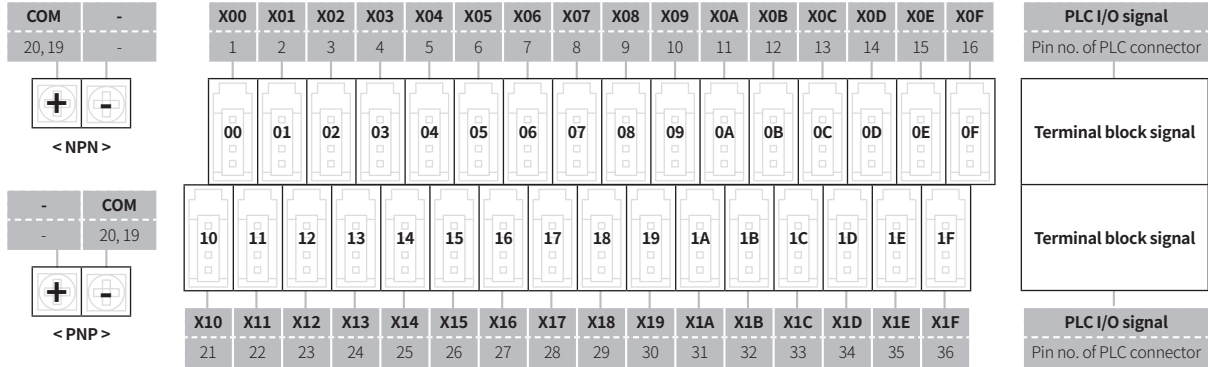 COM -
20, 19 -
+ -
< NPN >
X00 X01 X02 X03 X04 X05 X06 X07 X08 X09 X0A X0B X0C X0D X0E X0F
1 2 3 4 5 6 7 8 9 10 11 12 13 14 15 16
00 01 02 03 04 05 06 07 08 09 0A 0B 0C 0D 0E 0F
PLC I/O signal
Pin no. of PLC connector
Terminal block signal
- COM
- 20, 19
+ -
< PNP >
10 11 12 13 14 15 16 17 18 19 1A 1B 1C 1D 1E 1F
X10 X11 X12 X13 X14 X15 X16 X17 X18 X19 X1A X1B X1C X1D X1E X1F
21 22 23 24 25 26 27 28 29 30 31 32 33 34 35 36
Terminal block signal
PLC I/O signal
Pin no. of PLC connector